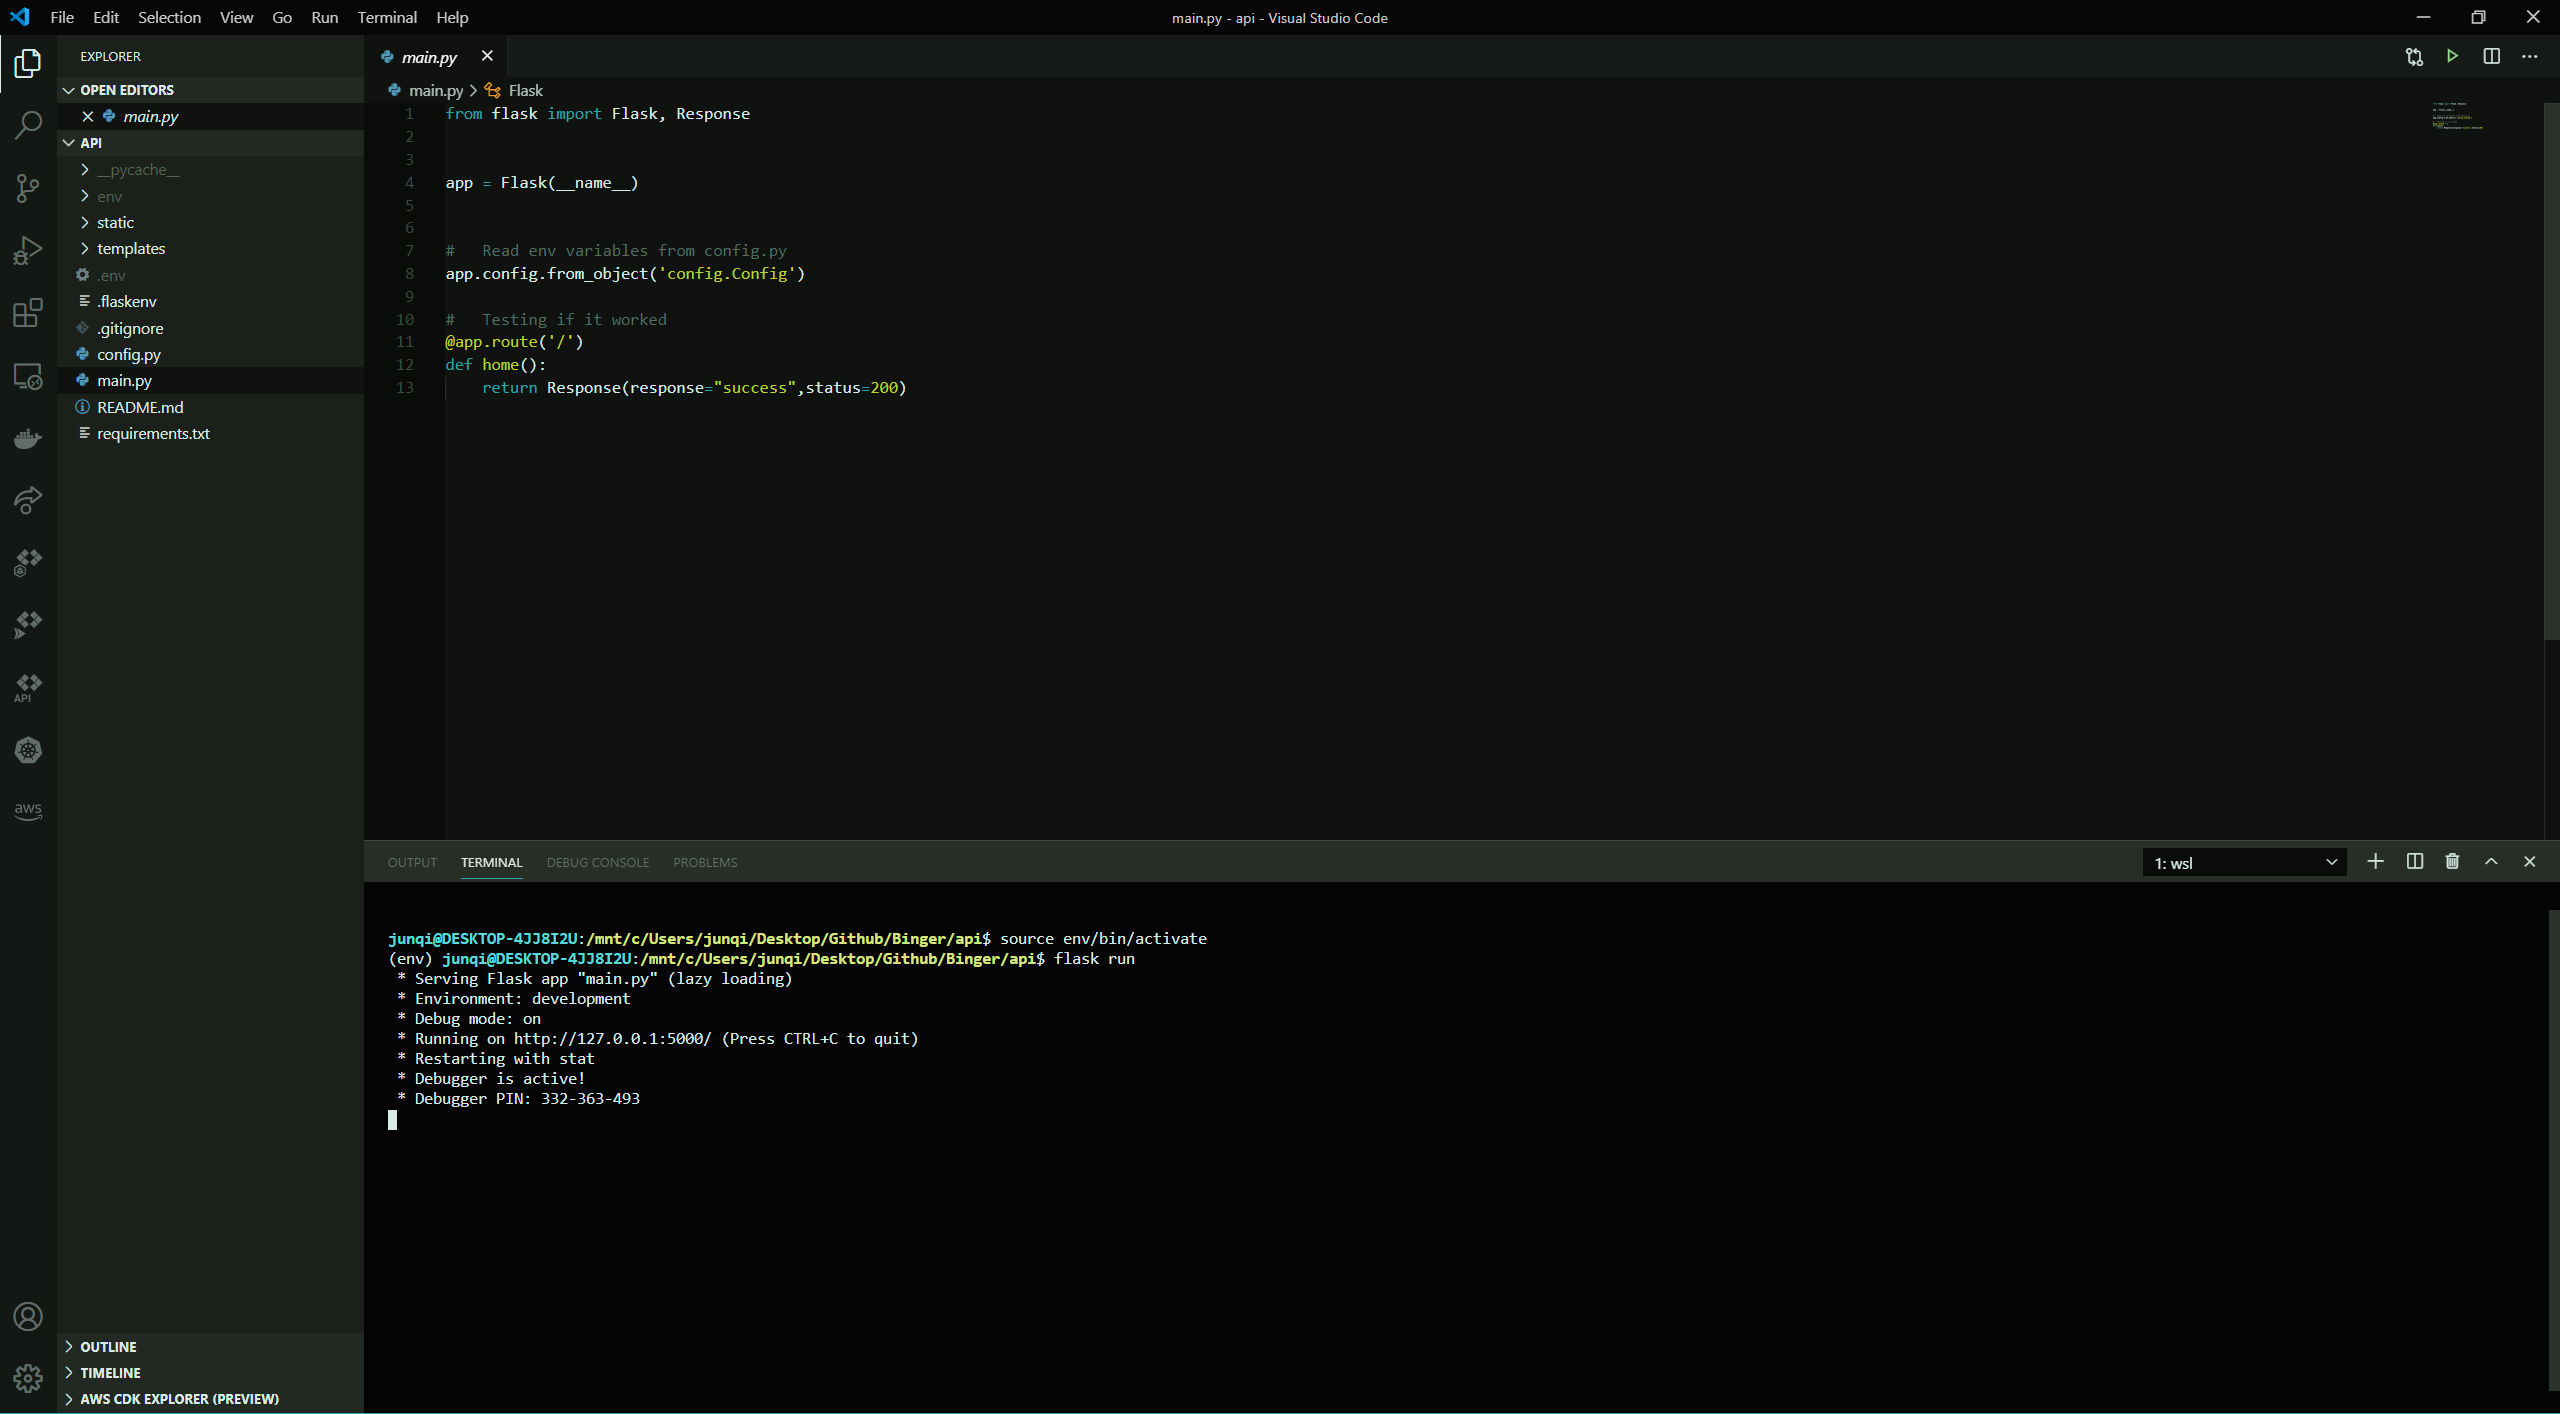 File Edit Selection View Go Run Terminal Help
main.py - api - Visual Studio Code
EXPLORER
OPEN EDITORS
main.py
API
__pycache__
env
static
templates
.env
.flaskenv
.gitignore
config.py
main.py
README.md
requirements.txt
API
aws
OUTLINE
TIMELINE
AWS CDK EXPLORER (PREVIEW)
main.py
main.py > Flask
1 from flask import Flask, Response
2
3
4 app = Flask(__name__)
5
6
7 #   Read env variables from config.py
8 app.config.from_object('config.Config')
9
10 #   Testing if it worked
11 @app.route('/')
12 def home():
13     return Response(response="success",status=200)
OUTPUT TERMINAL DEBUG CONSOLE PROBLEMS
1: wsl
junqi@DESKTOP-4JJ8I2U:/mnt/c/Users/junqi/Desktop/Github/Binger/api$ source env/bin/activate
(env) junqi@DESKTOP-4JJ8I2U:/mnt/c/Users/junqi/Desktop/Github/Binger/api$ flask run
 * Serving Flask app "main.py" (lazy loading)
 * Environment: development
 * Debug mode: on
 * Running on http://127.0.0.1:5000/ (Press CTRL+C to quit)
 * Restarting with stat
 * Debugger is active!
 * Debugger PIN: 332-363-493